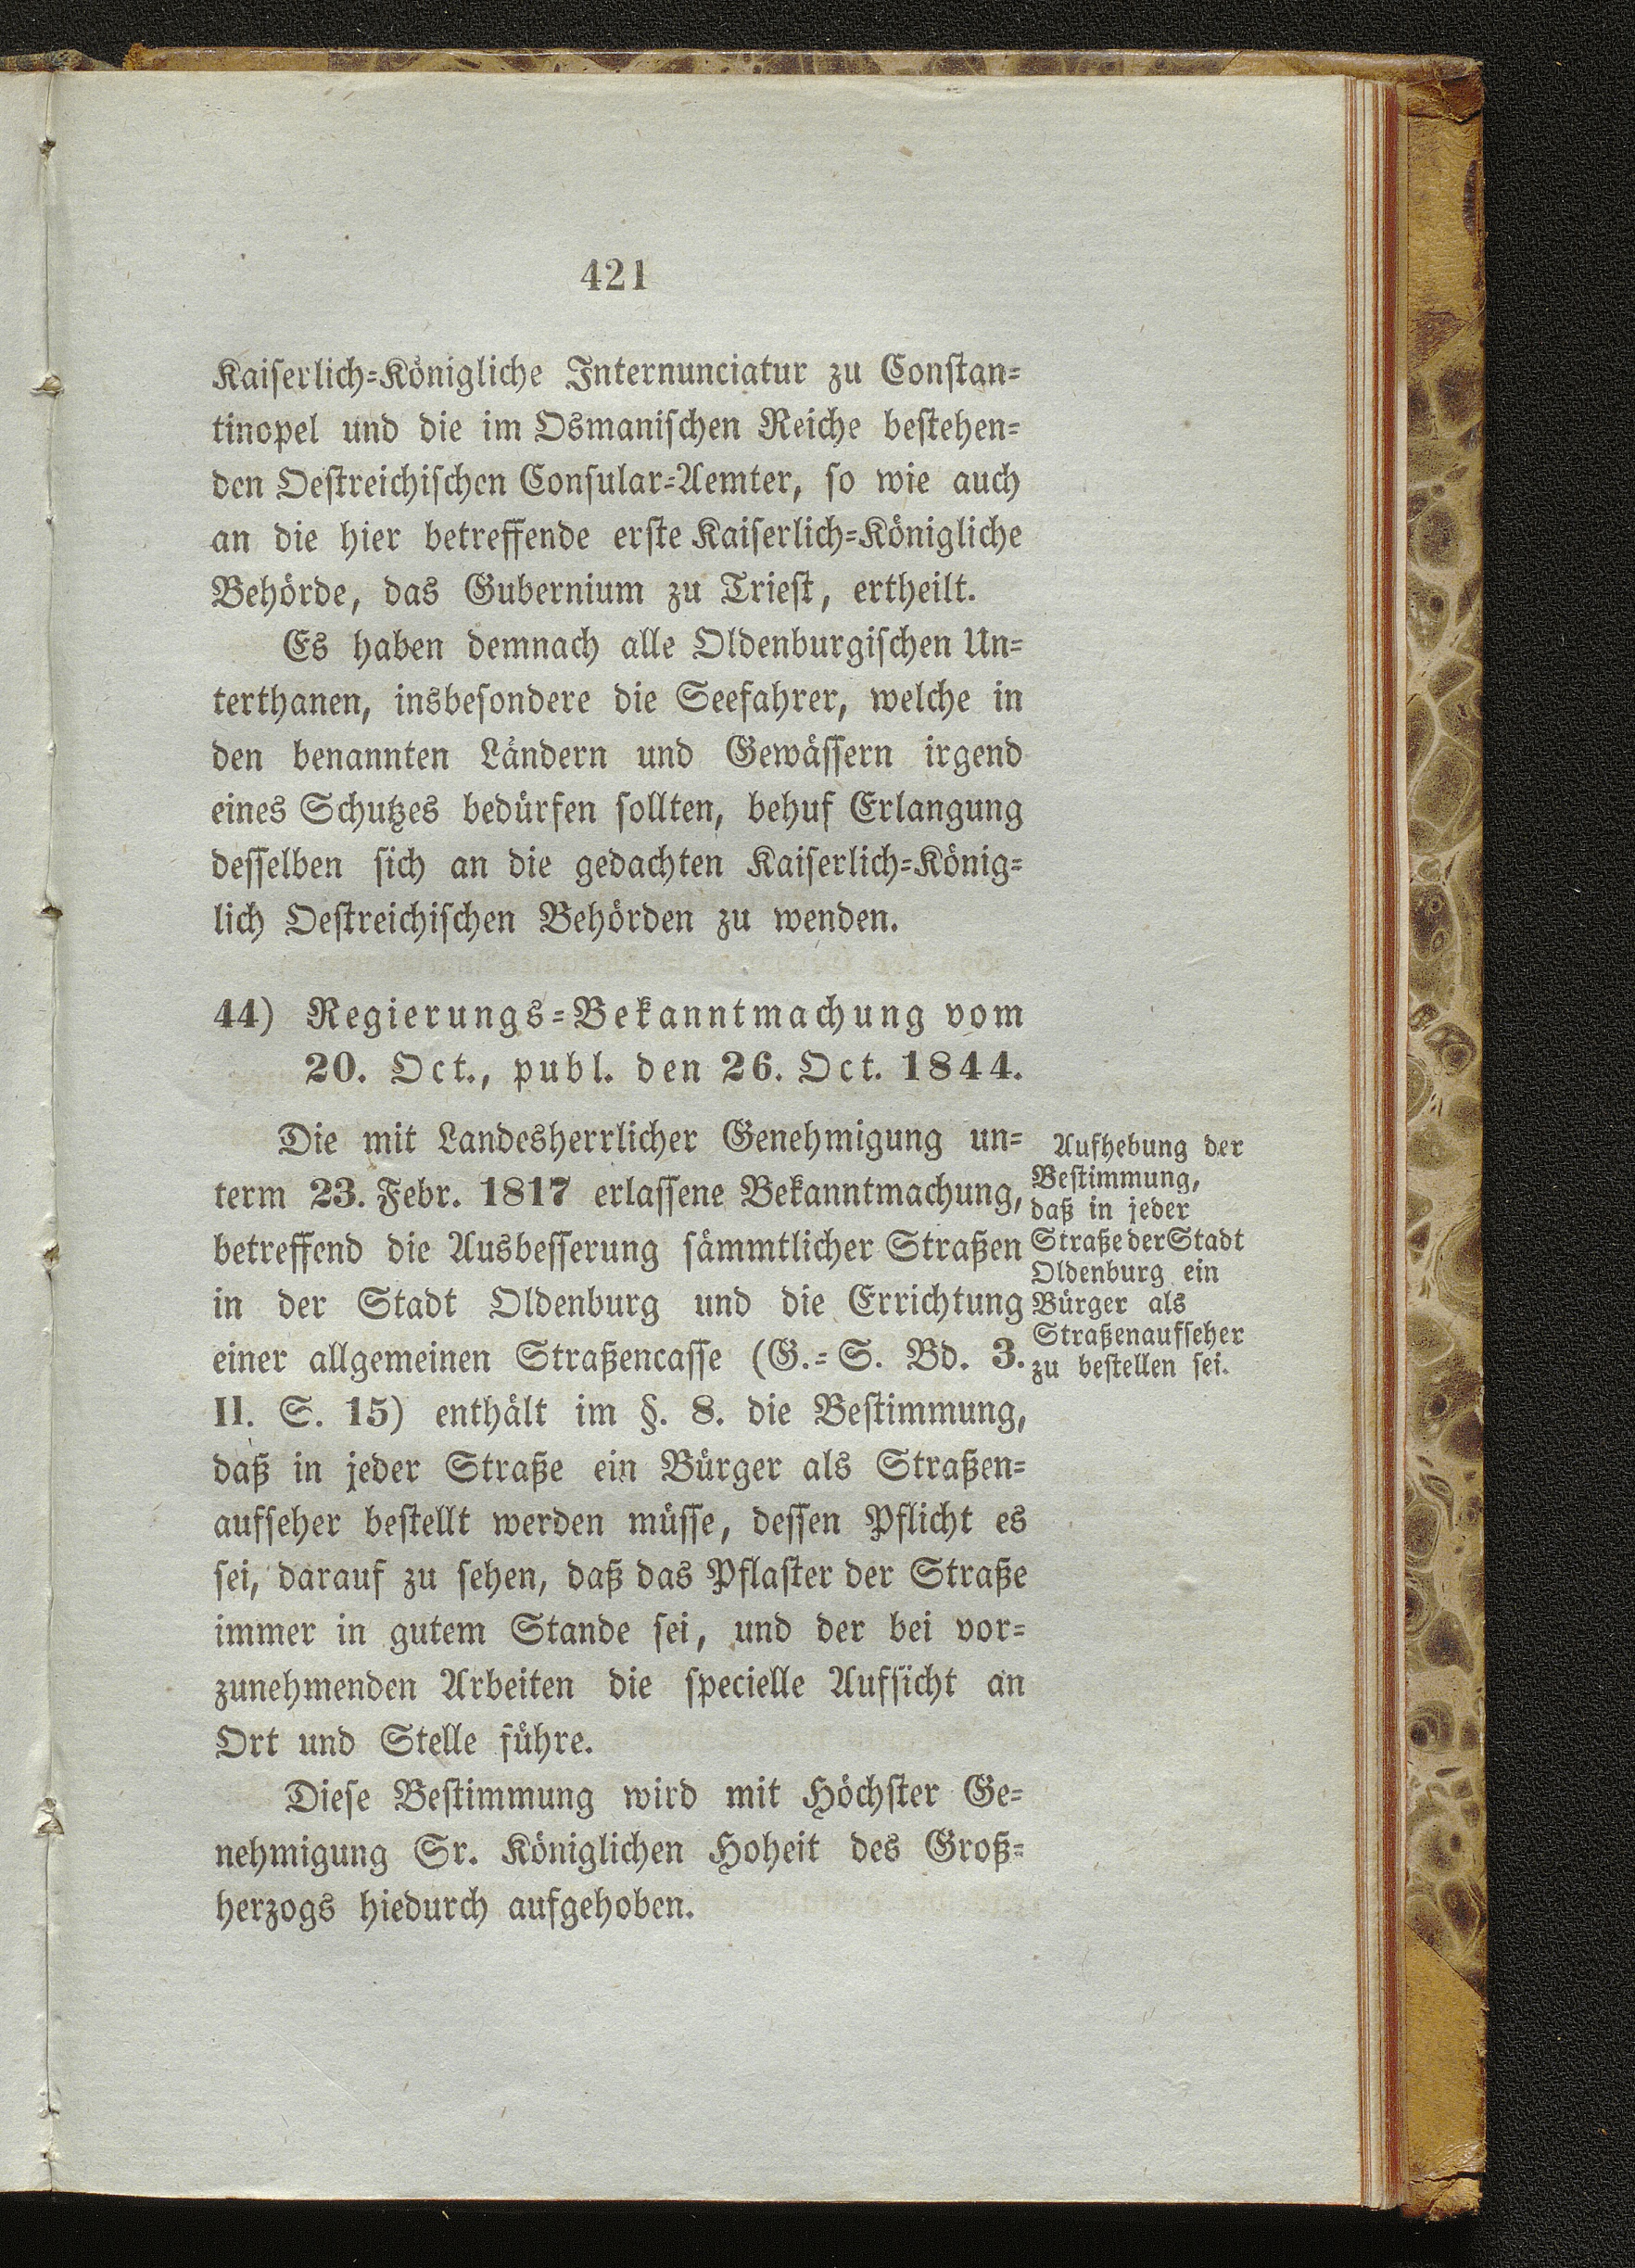 421
Kaiserlich=Königliche Internunciatur zu Constan=
tinopel und die im Osmanischen Reiche bestehen=
den Oestreichischen Consular=Aemter, so wie auch
an die hier betreffende erste Kaiserlich=Königliche
Behörde, das Gubernium zu Triest, ertheilt.
Es haben demnach alle Oldenburgischen Un=
terthanen, insbesondere die Seefahrer, welche in
den benannten Ländern und Gewässern irgend
eines Schutzes bedürfen sollten, behuf Erlangung
desselben sich an die gedachten Kaiserlich=König=
lich Oestreichischen Behörden zu wenden.
44) Regierungs=Bekanntmachung vom
20. Oct., publ. den 26. Oct. 1844.
Die mit Landesherrlicher Genehmigung un=
term 23. Febr. 1817 erlassene Bekanntmachung,
betreffend die Ausbesserung sämmtlicher Straßen
in der Stadt Oldenburg und die Errichtung
einer allgemeinen Straßencasse (G.=S. Bd. 3.
II. S. 15) enthält im §. 8. die Bestimmung,
daß in jeder Straße ein Bürger als Straßen=
aufseher bestellt werden müsse, dessen Pflicht es
sei, darauf zu sehen, daß das Pflaster der Straße
immer in gutem Stande sei, und der bei vor=
zunehmenden Arbeiten die specielle Aufsicht an
Ort und Stelle führe.
Diese Bestimmung wird mit Höchster Ge=
nehmigung Sr. Königlichen Hoheit des Groß=
herzogs hiedurch aufgehoben.
Aufhebung der
Bestimmung,
daß in jeder
Straße der Stadt
Oldenburg ein
Bürger als
Straßenaufseher
zu bestellen sei.